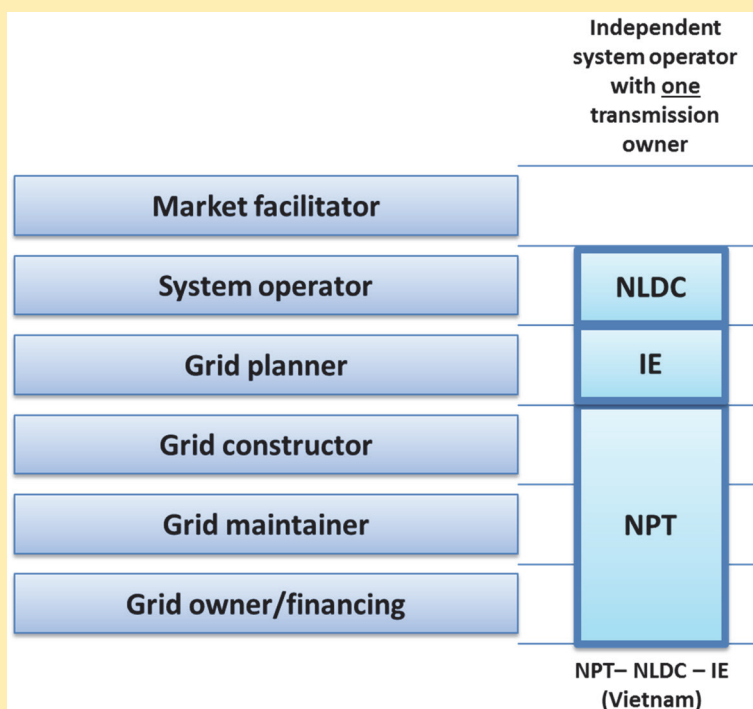 Independent
system operator
with one
transmission
owner
Market facilitator
System operator
NLDC
Grid planner
IE
Grid constructor
Grid maintainer
NPT
Grid owner/financing
NPT– NLDC – IE
(Vietnam)